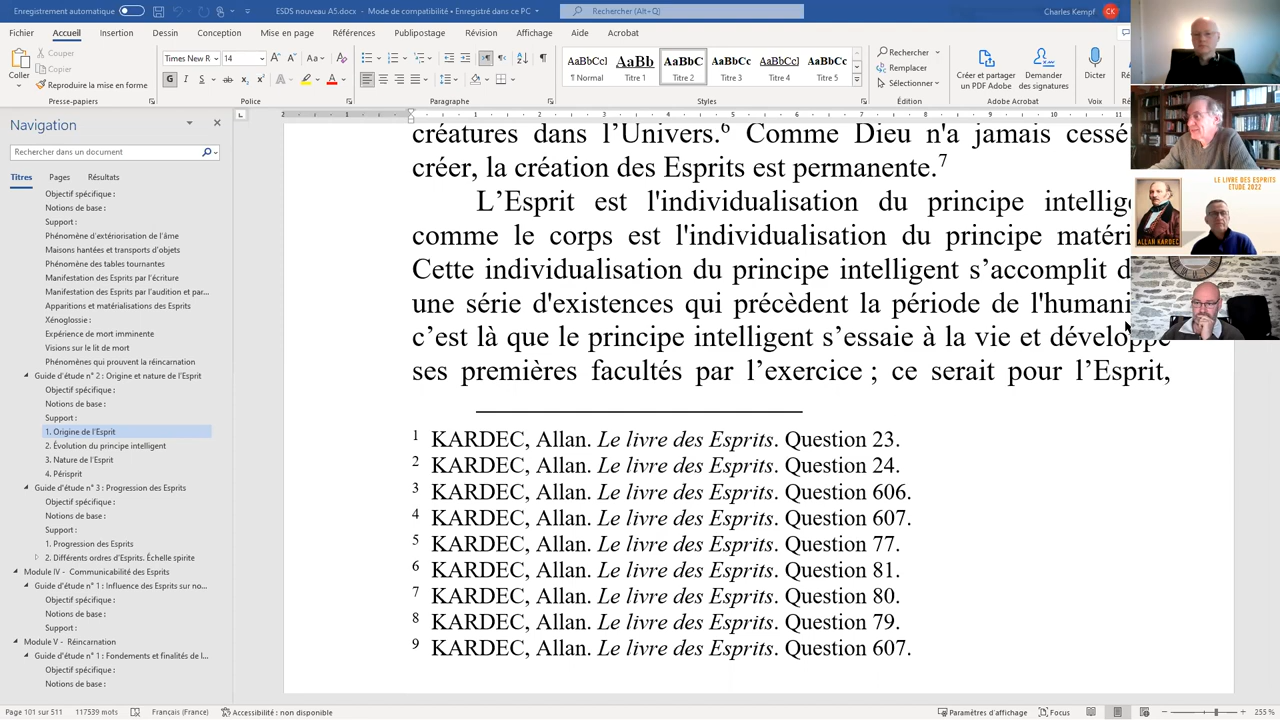 Enregistrement automatique
ESDS nouveau A5.docx - Mode de compatibilité • Enregistré dans ce PC
Rechercher (Alt+Q)
Charles Kempf
CK
Fichier Accueil Insertion Dessin Conception Mise en page Références Publipostage Révision Affichage Aide Acrobat
Coller
Couper
Copier
Reproduire la mise en forme
Presse-papiers
Times New R 14
Police
Paragraphe
AaBbCcI AaBb AaBbC AaBbCc AaBbCcI AaBbCc
¶ Normal Titre 1 Titre 2 Titre 3 Titre 4 Titre 5
Styles
Rechercher
Remplacer
Sélectionner
Édition
Créer et partager
un PDF Adobe
Demander
des signatures
Adobe Acrobat
Dicter
Voix
Navigation
Rechercher dans un document
Titres Pages Résultats
Objectif spécifique :
Notions de base :
Support :
Phénomène d'extériorisation de l'âme
Maisons hantées et transports d'objets
Phénomène des tables tournantes
Manifestation des Esprits par l'écriture
Manifestation des Esprits par l'audition et par...
Apparitions et matérialisations des Esprits
Xénoglossie :
Expérience de mort imminente
Visions sur le lit de mort
Phénomènes qui prouvent la réincarnation
Guide d'étude n° 2 : Origine et nature de l'Esprit
Objectif spécifique :
Notions de base :
Support :
1. Origine de l'Esprit
2. Évolution du principe intelligent
3. Nature de l'Esprit
4. Périsprit
Guide d'étude n° 3 : Progression des Esprits
Objectif spécifique :
Notions de base :
Support :
1. Progression des Esprits
2. Différents ordres d'Esprits. Échelle spirite
Module IV - Communicabilité des Esprits
Guide d'étude n° 1 : Influence des Esprits sur no...
Objectif spécifique :
Notions de base :
Support :
Module V - Réincarnation
Guide d'étude n° 1 : Fondements et finalités de l...
Objectif spécifique :
Notions de base :
créatures dans l’Univers.⁶ Comme Dieu n'a jamais cessé
créer, la création des Esprits est permanente.⁷
L’Esprit est l'individualisation du principe intellig
comme le corps est l'individualisation du principe matéri
Cette individualisation du principe intelligent s’accomplit d
une série d'existences qui précèdent la période de l'humani
c’est là que le principe intelligent s’essaie à la vie et développe
ses premières facultés par l’exercice ; ce serait pour l’Esprit,
1 KARDEC, Allan. Le livre des Esprits. Question 23.
2 KARDEC, Allan. Le livre des Esprits. Question 24.
3 KARDEC, Allan. Le livre des Esprits. Question 606.
4 KARDEC, Allan. Le livre des Esprits. Question 607.
5 KARDEC, Allan. Le livre des Esprits. Question 77.
6 KARDEC, Allan. Le livre des Esprits. Question 81.
7 KARDEC, Allan. Le livre des Esprits. Question 80.
8 KARDEC, Allan. Le livre des Esprits. Question 79.
9 KARDEC, Allan. Le livre des Esprits. Question 607.
LE LIVRE DES ESPRITS
ETUDE 2022
ALLAN KARDEC
Page 101 sur 511 117539 mots Français (France) Accessibilité : non disponible
Paramètres d'affichage Focus 255 %